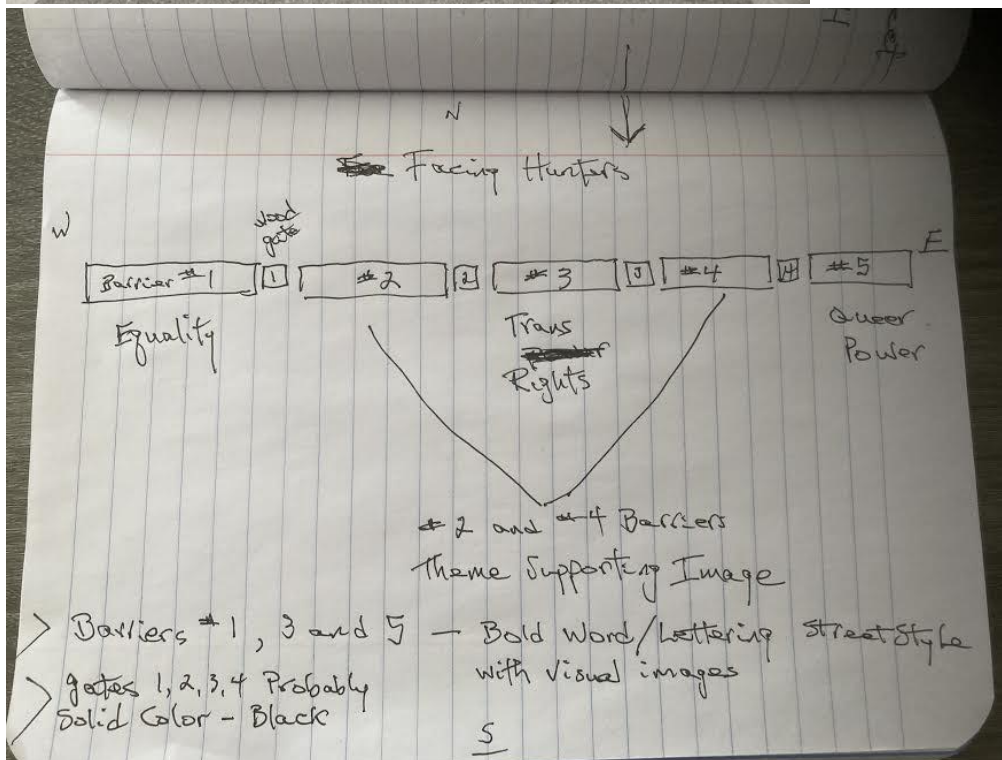 N
Facing Hunters
W
wood
gate
E
Barrier #1
1
#2
2
#3
3
#4
4
#5
Equality
Trans
Rights
Queer
Power
#2 and #4 Barriers
Theme Supporting Image
> Barriers #1, 3 and 5 — Bold Word/Lettering Street Style
with visual images
> gates 1, 2, 3, 4 Probably
Solid Color - Black
S